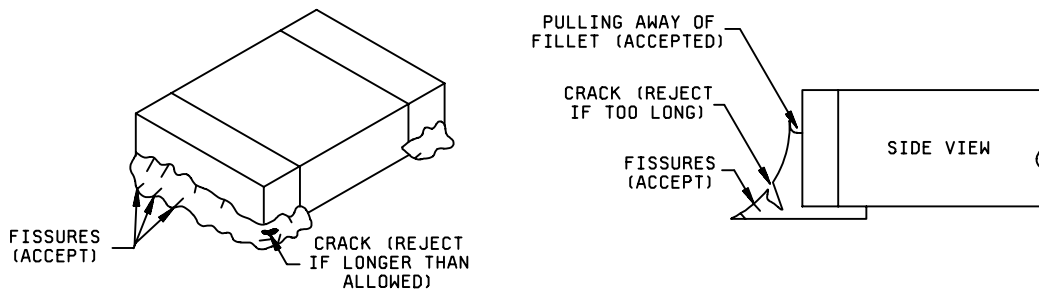 FISSURES
(ACCEPT)
CRACK (REJECT
IF LONGER THAN
ALLOWED)
PULLING AWAY OF
FILLET (ACCEPTED)
CRACK (REJECT
IF TOO LONG)
FISSURES
(ACCEPT)
SIDE VIEW